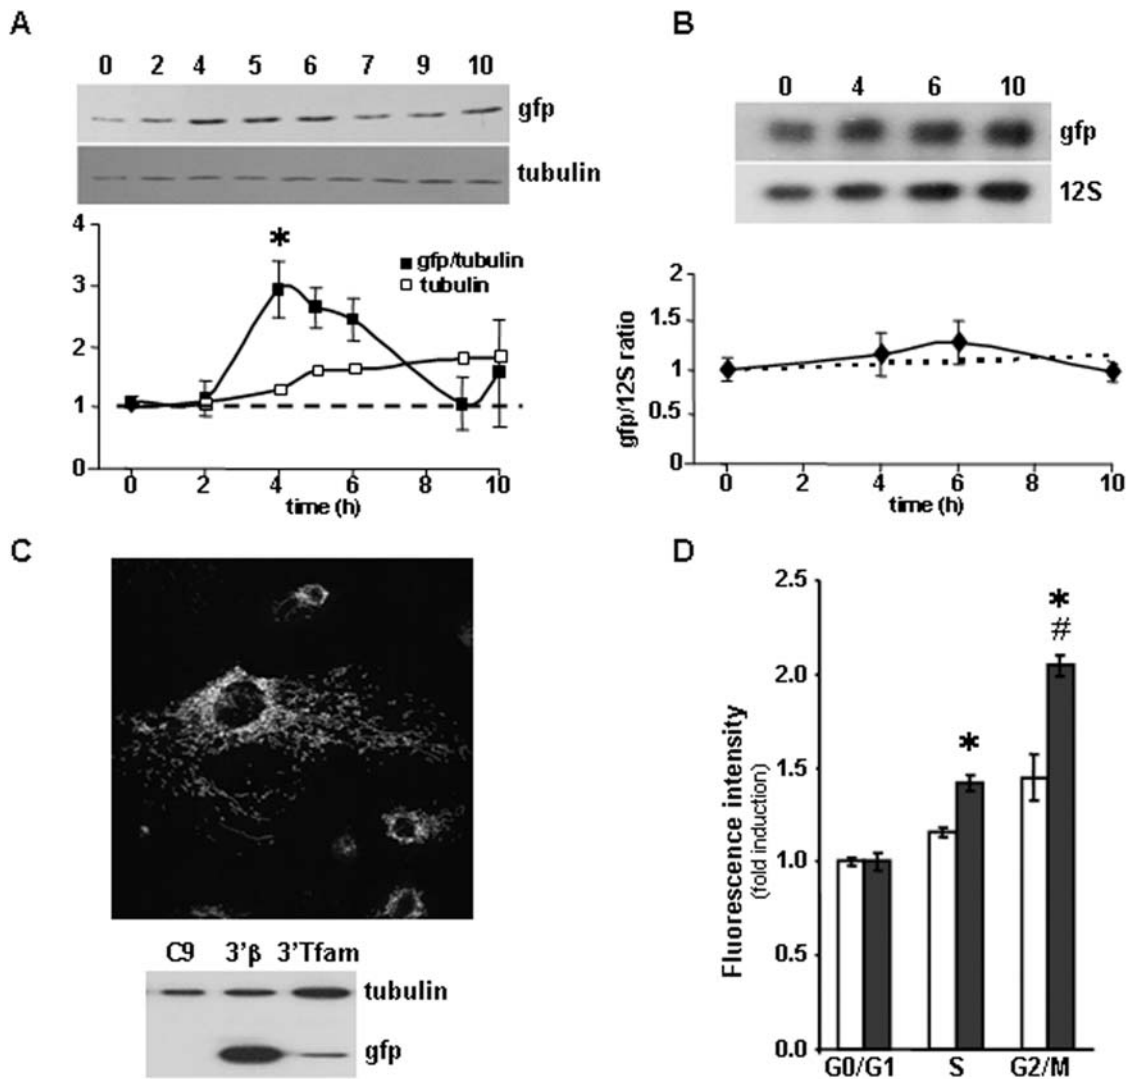 A
0 2 4 5 6 7 9 10
gfp
tubulin
4
3
2
1
0
*
gfp/tubulin
tubulin
0 2 4 6 8 10
time (h)
B
0 4 6 10
gfp
12S
2
1.5
1
0.5
0
gfp/12S ratio
0 2 4 6 8 10
time (h)
C
C9 3'β 3'Tfam
tubulin
gfp
D
2.5
2.0
1.5
1.0
0.5
0.0
Fluorescence intensity
(fold induction)
*
*
#
G0/G1 S G2/M